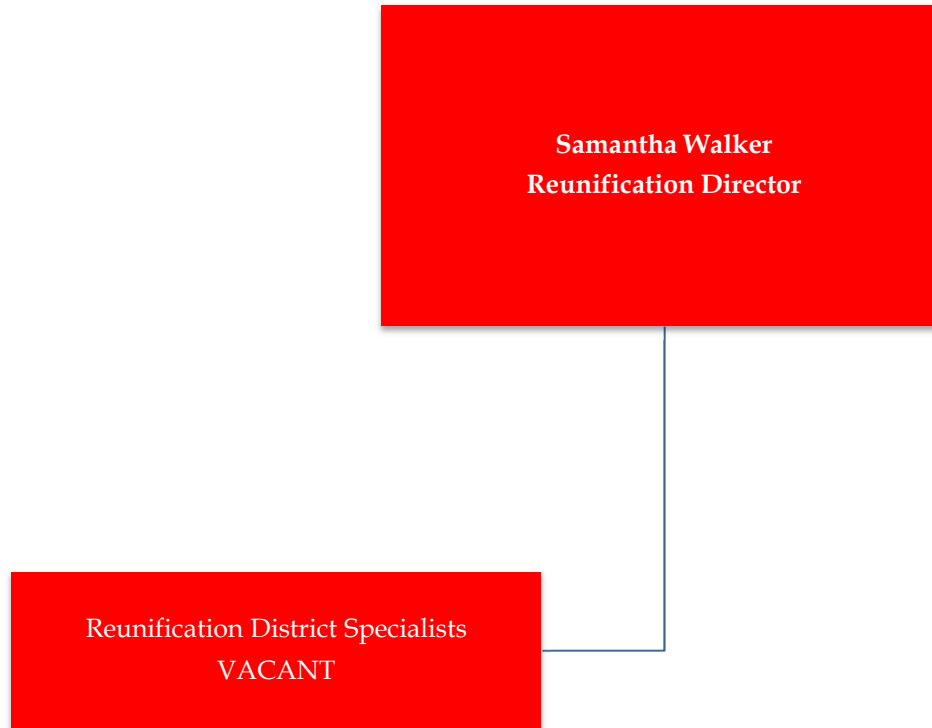 Samantha Walker
Reunification Director
Reunification District Specialists
VACANT